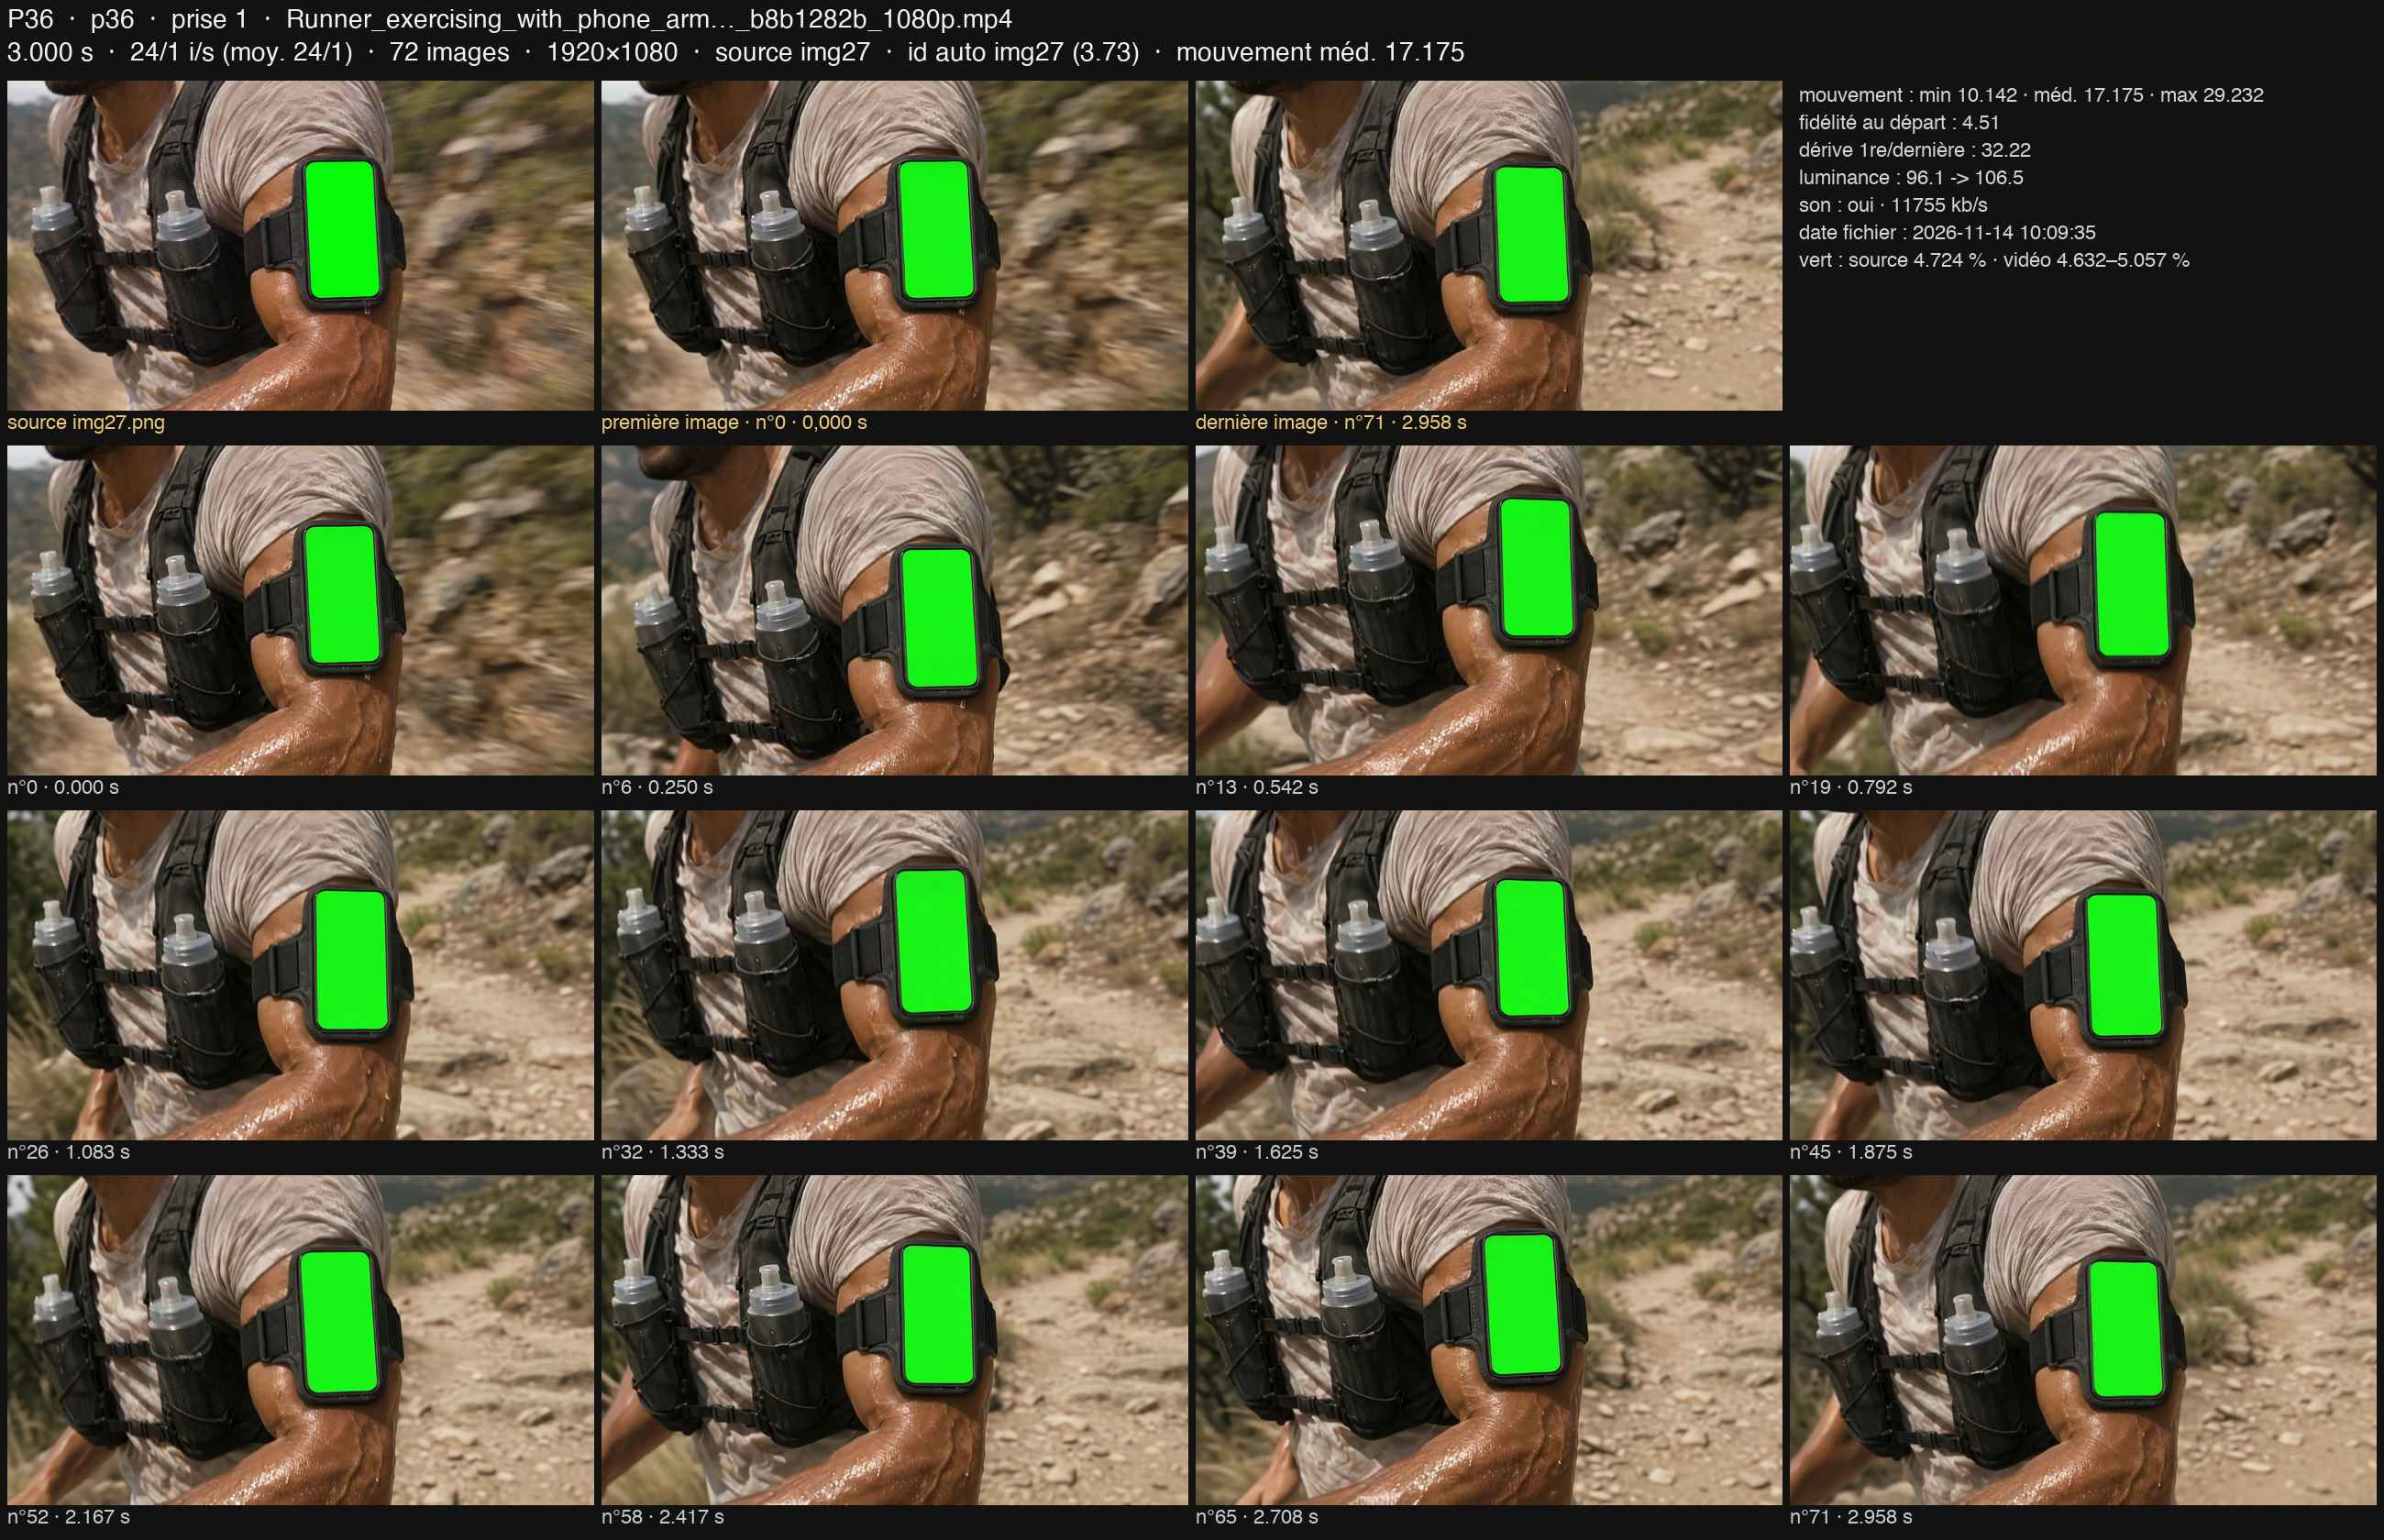 P36 · p36 · prise 1 · Runner_exercising_with_phone_arm…_b8b1282b_1080p.mp4
3.000 s · 24/1 i/s (moy. 24/1) · 72 images · 1920×1080 · source img27 · id auto img27 (3.73) · mouvement méd. 17.175
mouvement : min 10.142 · méd. 17.175 · max 29.232
fidélité au départ : 4.51
dérive 1re/dernière : 32.22
luminance : 96.1 -> 106.5
son : oui · 11755 kb/s
date fichier : 2026-11-14 10:09:35
vert : source 4.724 % · vidéo 4.632–5.057 %
source img27.png
première image · n°0 · 0,000 s
dernière image · n°71 · 2.958 s
n°0 · 0.000 s
n°6 · 0.250 s
n°13 · 0.542 s
n°19 · 0.792 s
n°26 · 1.083 s
n°32 · 1.333 s
n°39 · 1.625 s
n°45 · 1.875 s
n°52 · 2.167 s
n°58 · 2.417 s
n°65 · 2.708 s
n°71 · 2.958 s